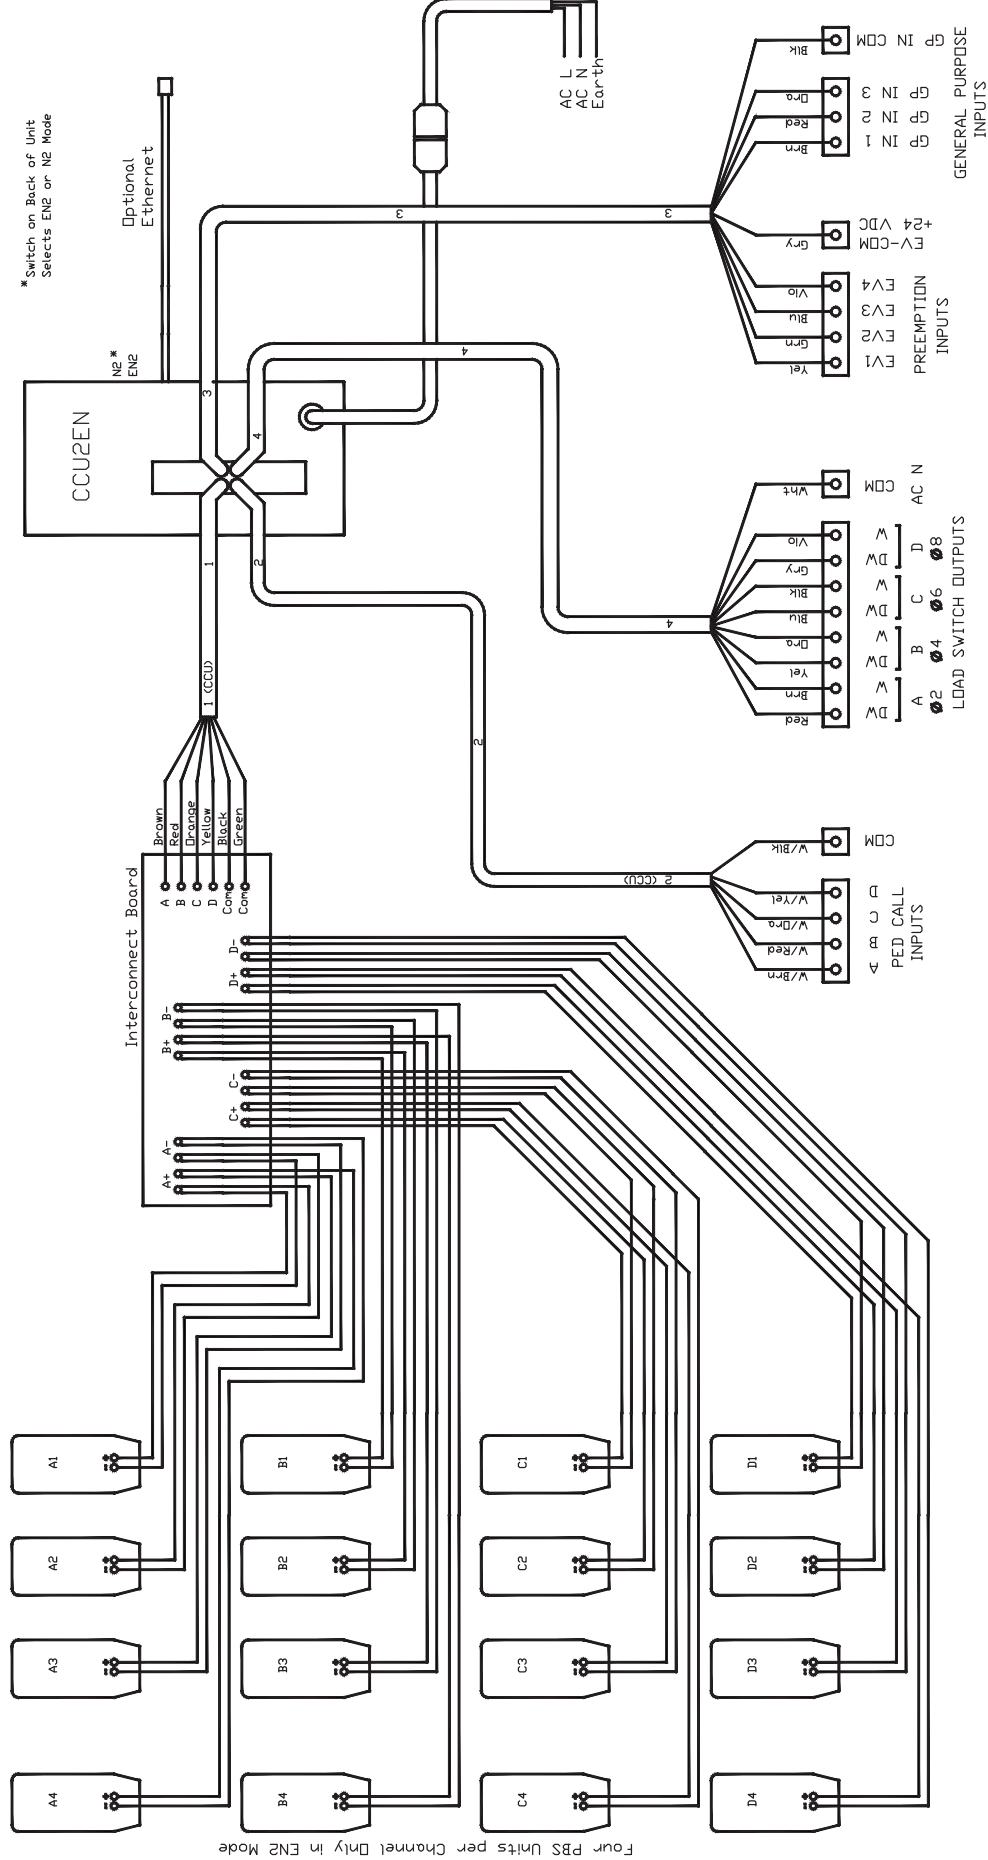 *Switch on Back of Unit
Selects EN2 or N2 Mode
Optional
Ethernet
AC L
AC N
Earth
N2*
EN2
CCU2EN
3
4
1
2
3
3
4
4
2
1 (CCU)
2 (CCU)
Blk
Org
Red
Brn
GP IN COM
GP IN 3
GP IN 2
GP IN 1
GENERAL PURPOSE
INPUTS
Gry
+24 VDC
EV-COM
Vio
Blu
Grn
Yel
EV4
EV3
EV2
EV1
PREEMPTION
INPUTS
Wht
COM
AC N
Vio
Gry
Blk
Blu
Org
Yel
Brn
Red
W
DW
W
DW
W
DW
W
DW
D
C
B
A
Ø8
Ø6
Ø4
Ø2
LOAD SWITCH OUTPUTS
W/Blk
COM
W/Yel
W/Org
W/Red
W/Brn
D
C
B
A
PED CALL
INPUTS
Brown
Red
Orange
Yellow
Black
Green
Interconnect Board
A
B
C
D
Com
Com
D-
D+
B-
B+
C-
C+
A-
A+
A1
B1
C1
D1
A2
B2
C2
D2
A3
B3
C3
D3
A4
B4
C4
D4
+
-
+
-
+
-
+
-
+
-
+
-
+
-
+
-
+
-
+
-
+
-
+
-
+
-
+
-
+
-
+
-
Four PBS Units per Channel Only in EN2 Mode